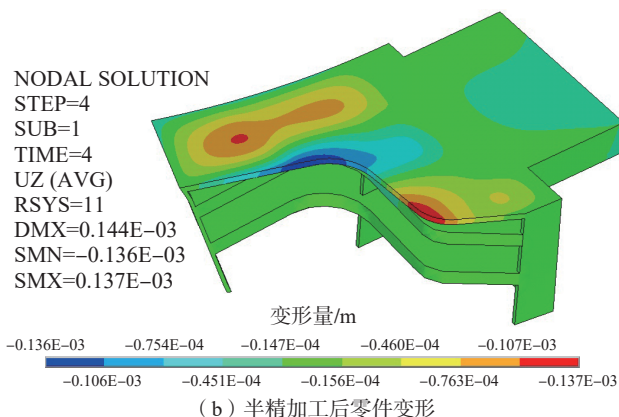 NODAL SOLUTION
STEP=4
SUB=1
TIME=4
UZ (AVG)
RSYS=11
DMX=0.144E−03
SMN=−0.136E−03
SMX=0.137E−03
变形量/m
−0.136E−03 −0.754E−04 −0.147E−04 −0.460E−04 −0.107E−03
−0.106E−03 −0.451E−04 −0.156E−04 −0.763E−04 −0.137E−03
（b）半精加工后零件变形